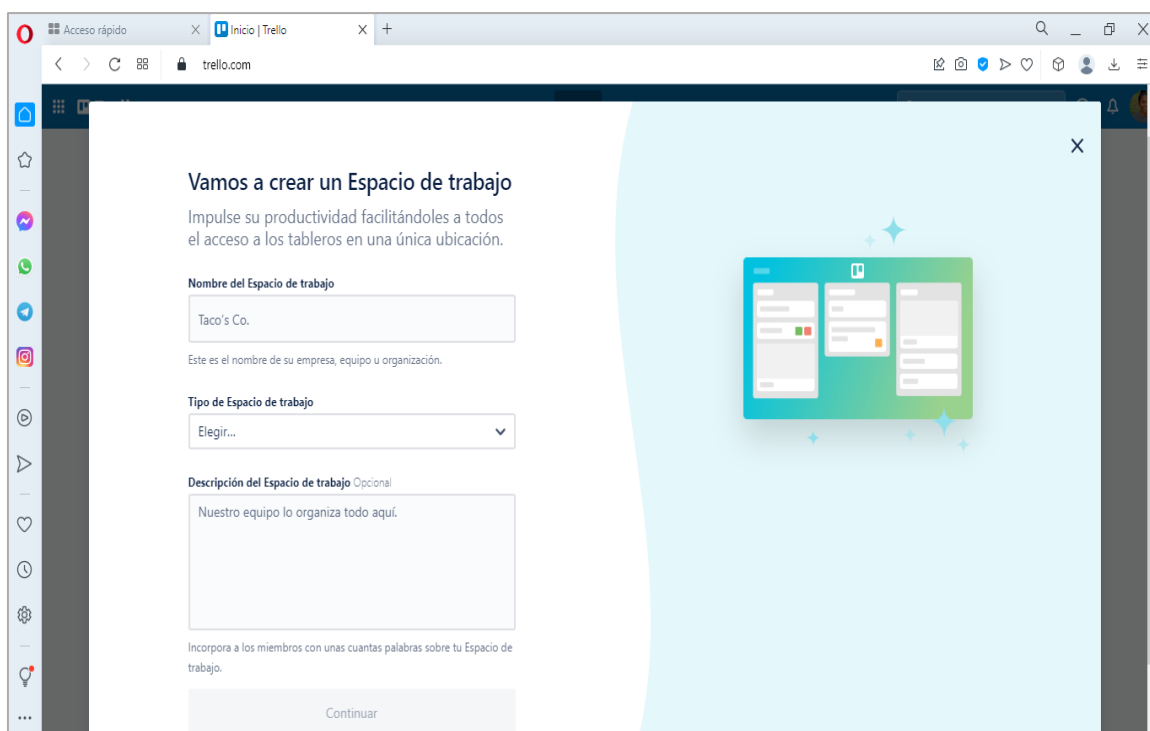 Acceso rápido
Inicio | Trello
trello.com
Vamos a crear un Espacio de trabajo
Impulse su productividad facilitándoles a todos
el acceso a los tableros en una única ubicación.
Nombre del Espacio de trabajo
Taco's Co.
Este es el nombre de su empresa, equipo u organización.
Tipo de Espacio de trabajo
Elegir...
Descripción del Espacio de trabajo Opcional
Nuestro equipo lo organiza todo aquí.
Incorpora a los miembros con unas cuantas palabras sobre tu Espacio de
trabajo.
Continuar